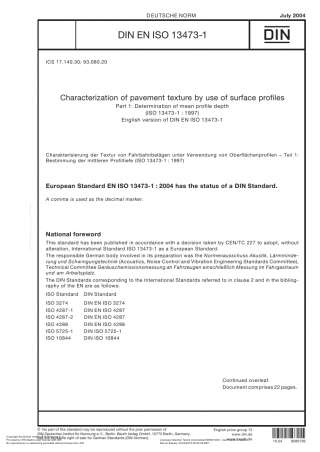 DEUTSCHE NORM
July 2004
DIN EN ISO 13473-1
DIN
ICS 17.140.30; 93.080.20
Characterization of pavement texture by use of surface profiles
Part 1: Determination of mean profile depth
(ISO 13473-1 : 1997)
English version of DIN EN ISO 13473-1
Charakterisierung der Textur von Fahrbahnbelägen unter Verwendung von Oberflächenprofilen – Teil 1:
Bestimmung der mittleren Profiltiefe (ISO 13473-1 : 1997)
European Standard EN ISO 13473-1 : 2004 has the status of a DIN Standard.
A comma is used as the decimal marker.
National foreword
This standard has been published in accordance with a decision taken by CEN/TC 227 to adopt, without
alteration, International Standard ISO 13473-1 as a European Standard.
The responsible German body involved in its preparation was the Normenausschuss Akustik, Lärmminde-
rung und Schwingungstechnik (Acoustics, Noise Control and Vibration Engineering Standards Committee),
Technical Committee Geräuschemissionsmessung an Fahrzeugen einschließlich Messung im Fahrgastraum
und am Arbeitsplatz.
The DIN Standards corresponding to the International Standards referred to in clause 2 and in the bibliog-
raphy of the EN are as follows:
ISO Standard DIN Standard
ISO 3274 DIN EN ISO 3274
ISO 4287-1 DIN EN ISO 4287
ISO 4287-2 DIN EN ISO 4287
ISO 4288 DIN EN ISO 4288
ISO 5725-1 DIN ISO 5725-1
ISO 10844 DIN ISO 10844
Continued overleaf.
Document comprises 22 pages.
© No part of this standard may be reproduced without the prior permission of
DIN Deutsches Institut für Normung e.V., Berlin. Beuth Verlag GmbH, 10772 Berlin, Germany,
has the exclusive right of sale for German Standards (DIN-Normen).
English price group 13
www.din.de
www.beuth.de
10.04